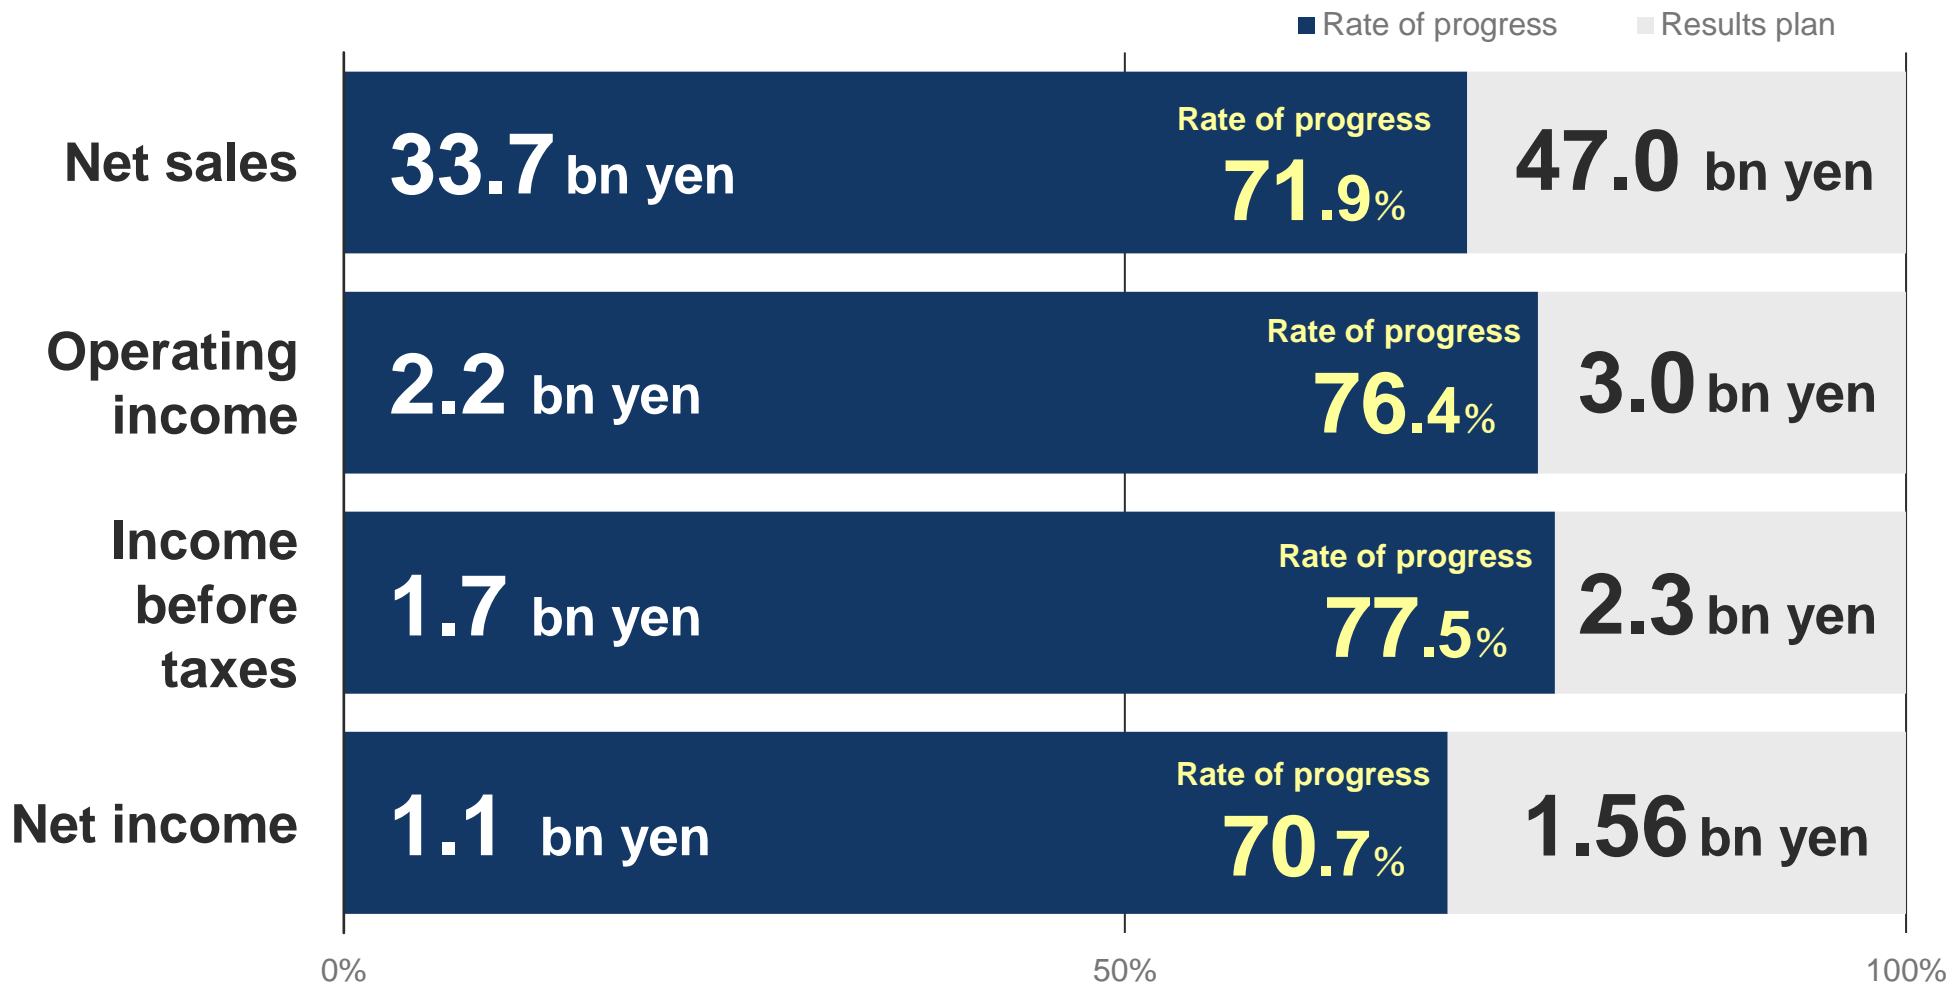 Rate of progress Results plan
Net sales
33.7 bn yen
Rate of progress
71.9%
47.0 bn yen
Operating
income
2.2 bn yen
Rate of progress
76.4%
3.0 bn yen
Income
before
taxes
1.7 bn yen
Rate of progress
77.5%
2.3 bn yen
Net income
1.1 bn yen
Rate of progress
70.7%
1.56 bn yen
0% 50% 100%